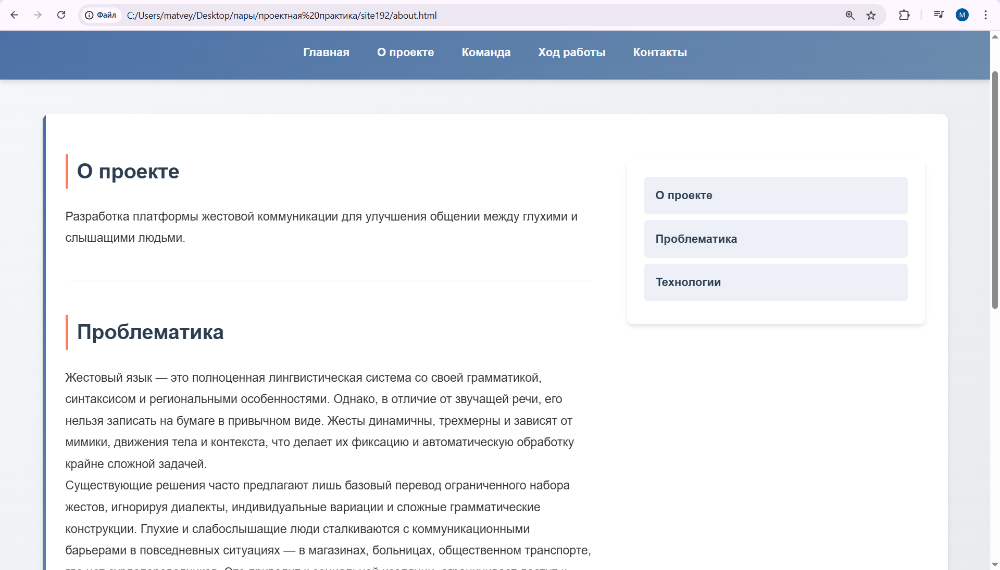 Файл
C:/Users/matvey/Desktop/пары/проектная%20практика/site192/about.html
M
Главная О проекте Команда Ход работы Контакты
О проекте
Разработка платформы жестовой коммуникации для улучшения общении между глухими и
слышащими людьми.
Проблематика
Жестовый язык — это полноценная лингвистическая система со своей грамматикой,
синтаксисом и региональными особенностями. Однако, в отличие от звучащей речи, его
нельзя записать на бумаге в привычном виде. Жесты динамичны, трехмерны и зависят от
мимики, движения тела и контекста, что делает их фиксацию и автоматическую обработку
крайне сложной задачей.
Существующие решения часто предлагают лишь базовый перевод ограниченного набора
жестов, игнорируя диалекты, индивидуальные вариации и сложные грамматические
конструкции. Глухие и слабослышащие люди сталкиваются с коммуникационными
барьерами в повседневных ситуациях — в магазинах, больницах, общественном транспорте,
О проекте
Проблематика
Технологии